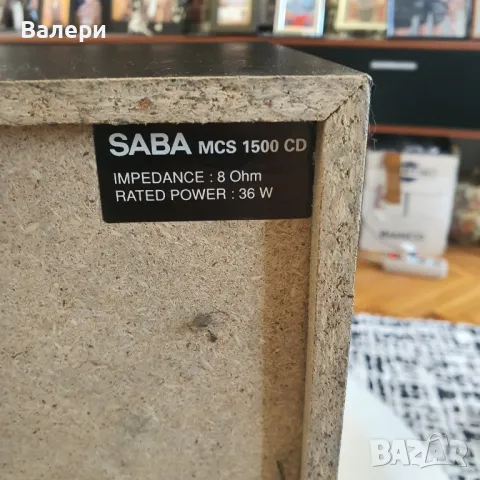 Валери
SABA MCS 1500 CD
IMPEDANCE : 8 Ohm
RATED POWER : 36 W
BAZAR